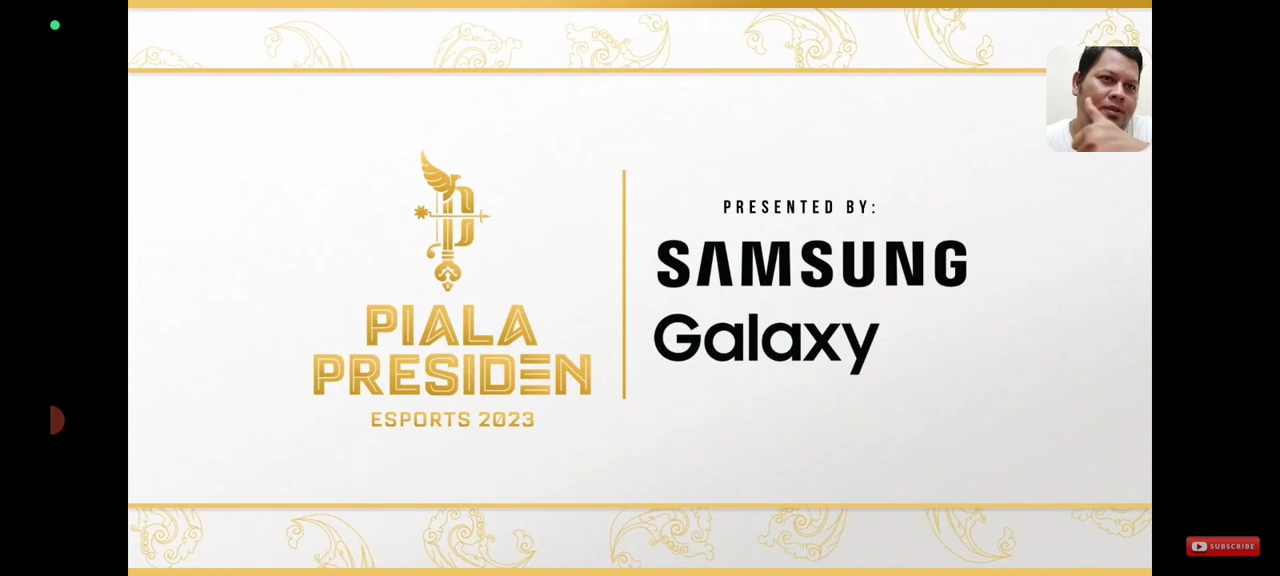 PRESENTED BY:
SAMSUNG
Galaxy
PIALA
PRESIDEN
ESPORTS 2023
SUBSCRIBE